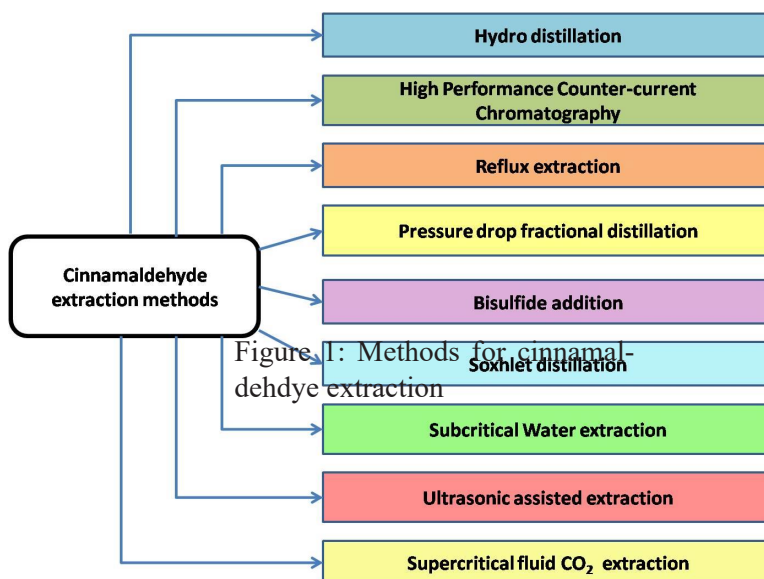 Hydro distillation
High Performance Counter-current
Chromatography
Reflux extraction
Pressure drop fractional distillation
Cinnamaldehyde
extraction methods
Bisulfide addition
Figure 1: Methods for cinnamal-
dehdye extraction
Soxhlet distillation
Subcritical Water extraction
Ultrasonic assisted extraction
Supercritical fluid CO₂ extraction